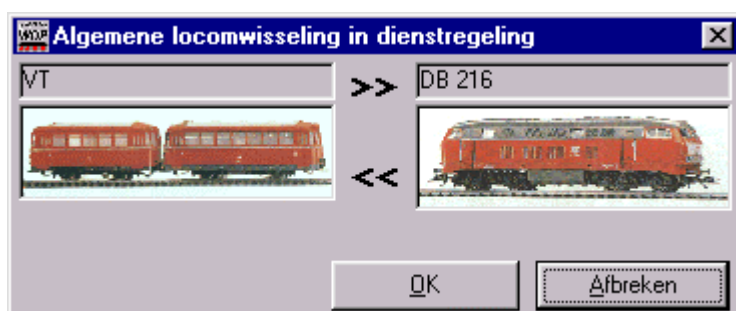 Algemene locomwisseling in dienstregeling
VT >> DB 216
<<
OK Afbreken